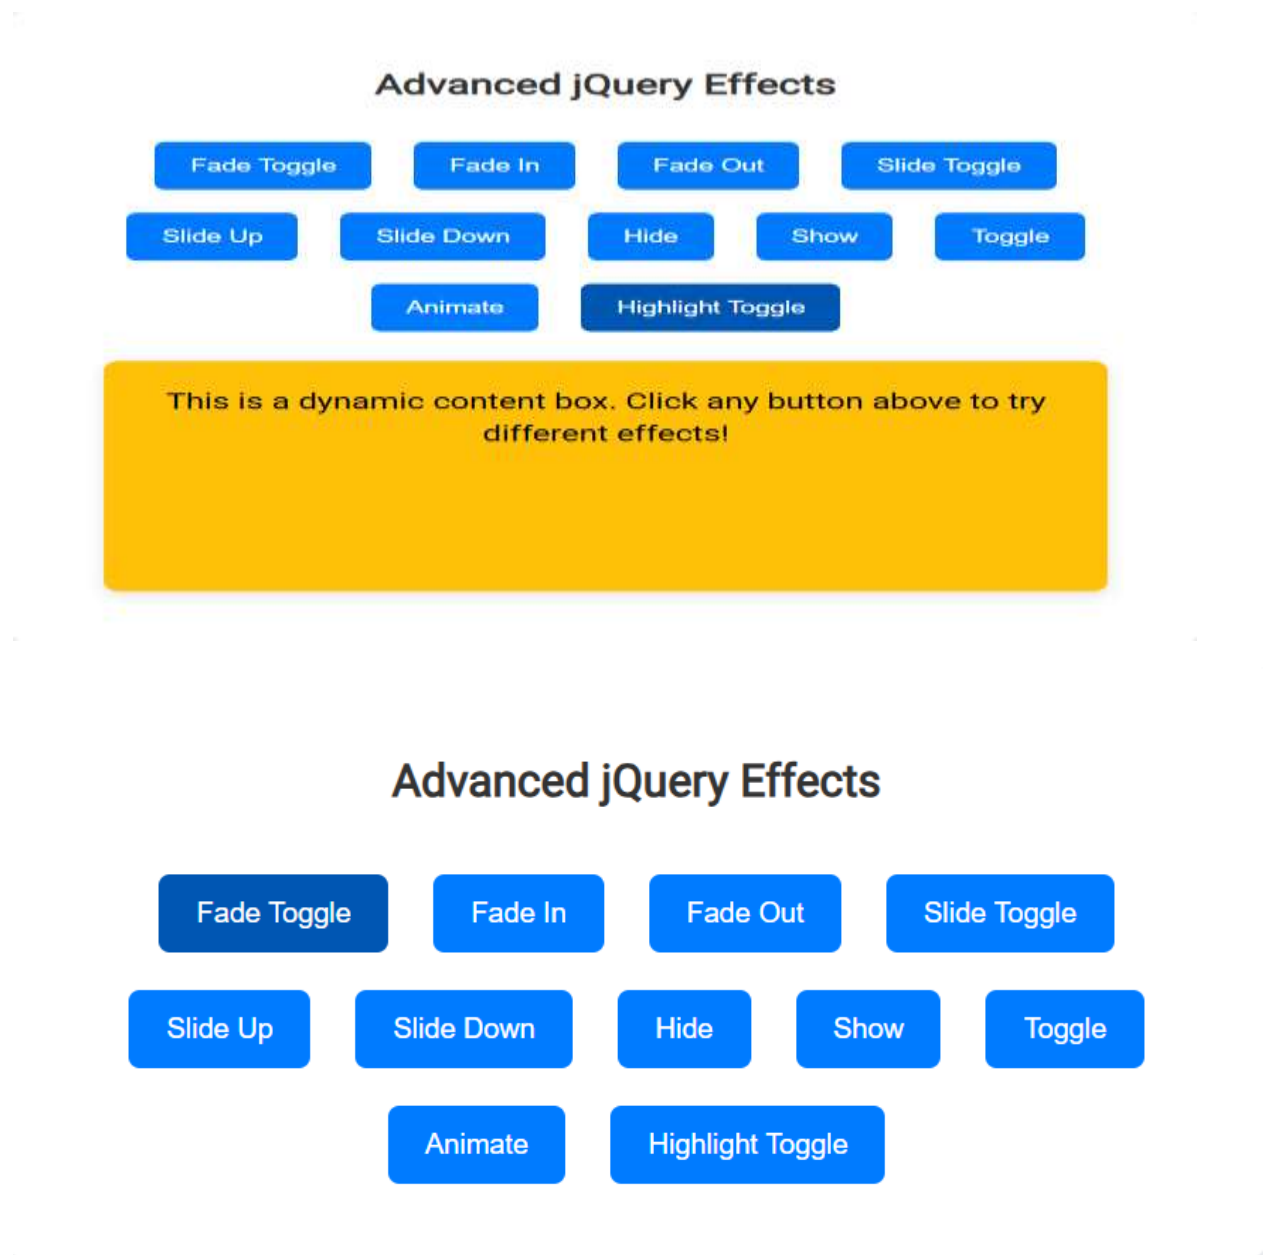 Advanced jQuery Effects
Fade Toggle Fade In Fade Out Slide Toggle
Slide Up Slide Down Hide Show Toggle
Animate Highlight Toggle
This is a dynamic content box. Click any button above to try
different effects!
Advanced jQuery Effects
Fade Toggle Fade In Fade Out Slide Toggle
Slide Up Slide Down Hide Show Toggle
Animate Highlight Toggle